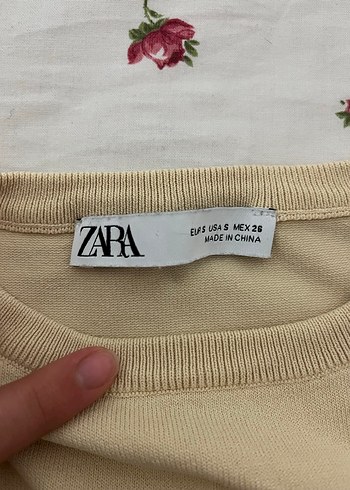 ZARA
EUR S USA S MEX 26
MADE IN CHINA